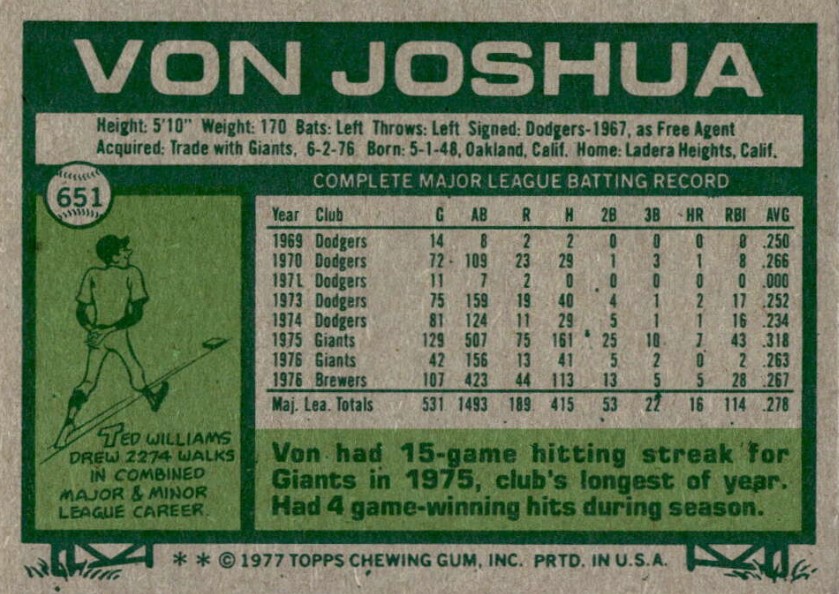 VON JOSHUA
Height: 5'10" Weight: 170 Bats: Left Throws: Left Signed: Dodgers-1967, as Free Agent
Acquired: Trade with Giants, 6-2-76 Born: 5-1-48, Oakland, Calif. Home: Ladera Heights, Calif.
651
COMPLETE MAJOR LEAGUE BATTING RECORD
Year Club G AB R H 2B 3B HR RBI AVG
1969 Dodgers 14 8 2 2 0 0 0 0 .250
1970 Dodgers 72 109 23 29 1 3 1 8 .266
1971 Dodgers 11 7 2 0 0 0 0 0 .000
1973 Dodgers 75 159 19 40 4 1 2 17 .252
1974 Dodgers 81 124 11 29 5 1 1 16 .234
1975 Giants 129 507 75 161 25 10 7 43 .318
1976 Giants 42 156 13 41 5 2 0 2 .263
1976 Brewers 107 423 44 113 13 5 5 28 .267
Maj. Lea. Totals 531 1493 189 415 53 22 16 114 .278
TED WILLIAMS
DREW 2274 WALKS
IN COMBINED
MAJOR & MINOR
LEAGUE CAREER.
Von had 15-game hitting streak for
Giants in 1975, club's longest of year.
Had 4 game-winning hits during season.
* * © 1977 TOPPS CHEWING GUM, INC. PRTD. IN U.S.A.